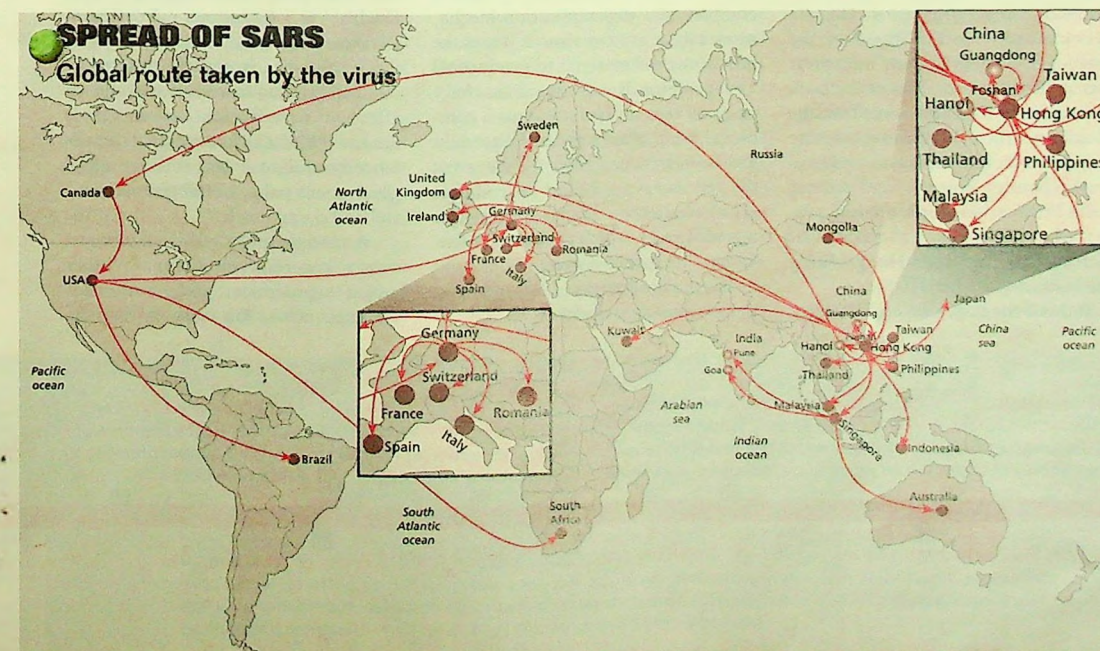 SPREAD OF SARS
Global route taken by the virus
Canada
USA
Pacific
ocean
North
Atlantic
ocean
Brazil
South
Atlantic
ocean
Sweden
United
Kingdom
Ireland
Germany
Switzerland
France
Italy
Romania
Spain
Germany
Switzerland
France
Romania
Italy
Spain
South
Africa
Russia
Mongolia
China
Guangdong
Kuwait
India
Pune
Goa
Hanoi
Taiwan
Hong Kong
Thailand
Philippines
Malaysia
Singapora
Indonesia
Australia
Japan
China
sea
Pacific
ocean
Arabian
sea
Indian
ocean
China
Guangdong
Taiwan
Foshan
Hanoi
Hong Kong
Thailand
Philippines
Malaysia
Singapore